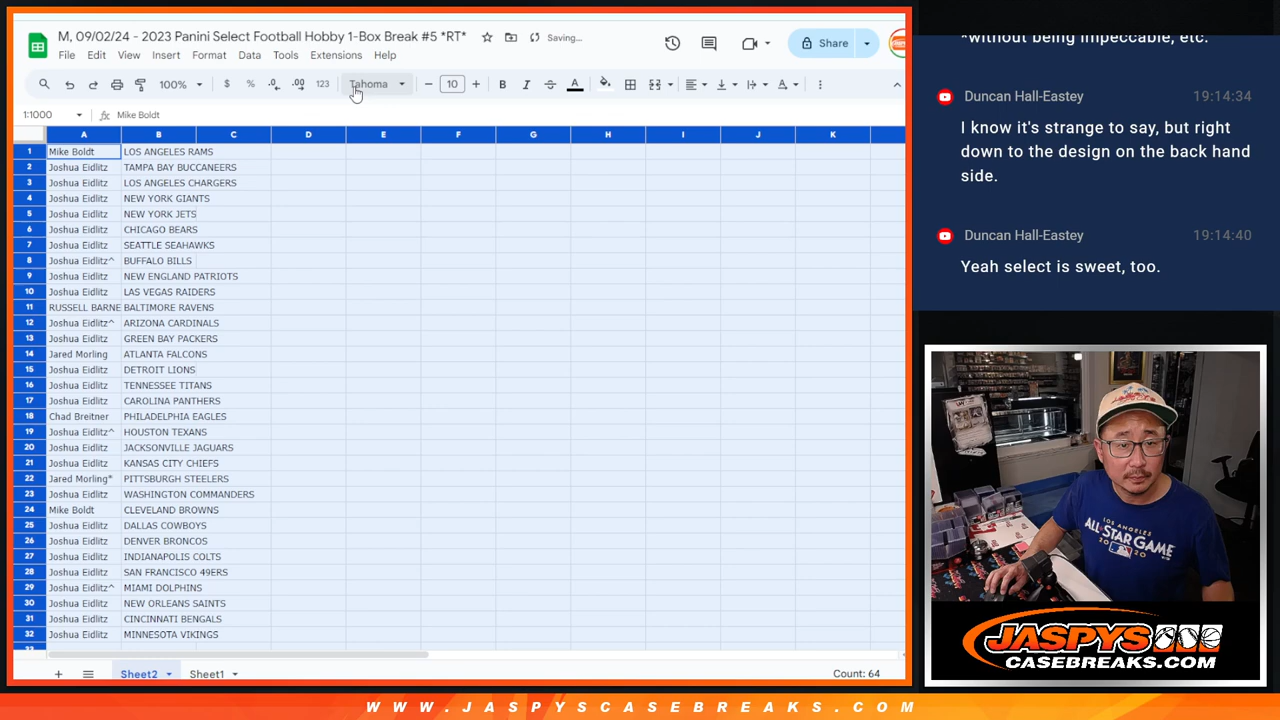 M, 09/02/24 - 2023 Panini Select Football Hobby 1-Box Break #5 *RT*
Saving...
File Edit View Insert Format Data Tools Extensions Help
Share
100% $ % .0 .00 123 Tahoma 10 B I A
1:1000 fx Mike Boldt
A B C D E F G H I J K
1 Mike Boldt LOS ANGELES RAMS
2 Joshua Eidlitz TAMPA BAY BUCCANEERS
3 Joshua Eidlitz LOS ANGELES CHARGERS
4 Joshua Eidlitz NEW YORK GIANTS
5 Joshua Eidlitz NEW YORK JETS
6 Joshua Eidlitz CHICAGO BEARS
7 Joshua Eidlitz SEATTLE SEAHAWKS
8 Joshua Eidlitz^ BUFFALO BILLS
9 Joshua Eidlitz NEW ENGLAND PATRIOTS
10 Joshua Eidlitz LAS VEGAS RAIDERS
11 RUSSELL BARNE BALTIMORE RAVENS
12 Joshua Eidlitz^ ARIZONA CARDINALS
13 Joshua Eidlitz GREEN BAY PACKERS
14 Jared Morling ATLANTA FALCONS
15 Joshua Eidlitz DETROIT LIONS
16 Joshua Eidlitz TENNESSEE TITANS
17 Joshua Eidlitz CAROLINA PANTHERS
18 Chad Breitner PHILADELPHIA EAGLES
19 Joshua Eidlitz^ HOUSTON TEXANS
20 Joshua Eidlitz JACKSONVILLE JAGUARS
21 Joshua Eidlitz KANSAS CITY CHIEFS
22 Jared Morling* PITTSBURGH STEELERS
23 Joshua Eidlitz WASHINGTON COMMANDERS
24 Mike Boldt CLEVELAND BROWNS
25 Joshua Eidlitz DALLAS COWBOYS
26 Joshua Eidlitz DENVER BRONCOS
27 Joshua Eidlitz INDIANAPOLIS COLTS
28 Joshua Eidlitz SAN FRANCISCO 49ERS
29 Joshua Eidlitz^ MIAMI DOLPHINS
30 Joshua Eidlitz NEW ORLEANS SAINTS
31 Joshua Eidlitz CINCINNATI BENGALS
32 Joshua Eidlitz MINNESOTA VIKINGS
Sheet2 Sheet1 Count: 64
*without being impeccable, etc.
Duncan Hall-Eastey 19:14:34
I know it's strange to say, but right
down to the design on the back hand
side.
Duncan Hall-Eastey 19:14:40
Yeah select is sweet, too.
LOS ANGELES
ALL-STAR GAME
2020
JASPYS
CASEBREAKS.COM
WWW.JASPYSCASEBREAKS.COM